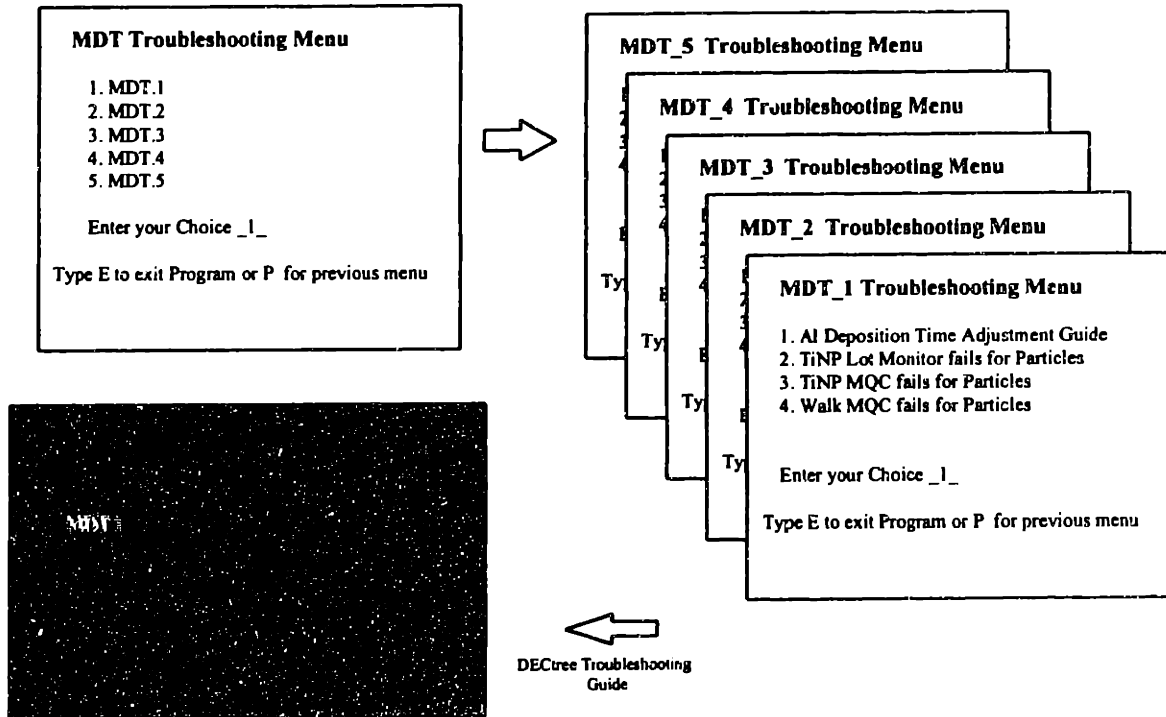 MDT Troubleshooting Menu
1. MDT.1
2. MDT.2
3. MDT.3
4. MDT.4
5. MDT.5
Enter your Choice _1_
Type E to exit Program or P for previous menu
MDT_5 Troubleshooting Menu
MDT_4 Troubleshooting Menu
MDT_3 Troubleshooting Menu
MDT_2 Troubleshooting Menu
MDT_1 Troubleshooting Menu
1. Al Deposition Time Adjustment Guide
2. TiNP Lot Monitor fails for Particles
3. TiNP MQC fails for Particles
4. Walk MQC fails for Particles
Enter your Choice _1_
Type E to exit Program or P for previous menu
MDT
DECtree Troubleshooting
Guide